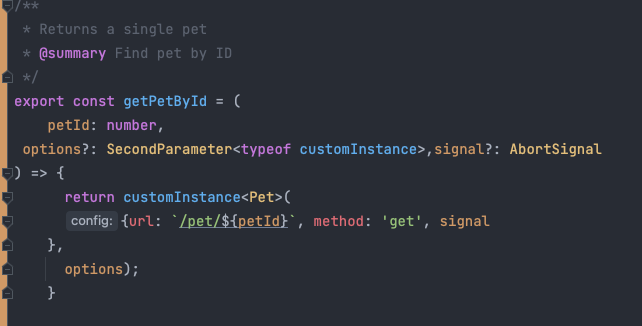 /**
 * Returns a single pet
 * @summary Find pet by ID
 */
export const getPetById = (
    petId: number,
 options?: SecondParameter<typeof customInstance>,signal?: AbortSignal
) => {
      return customInstance<Pet>(
      config: {url: `/pet/${petId}`, method: 'get', signal
    },
      options);
    }